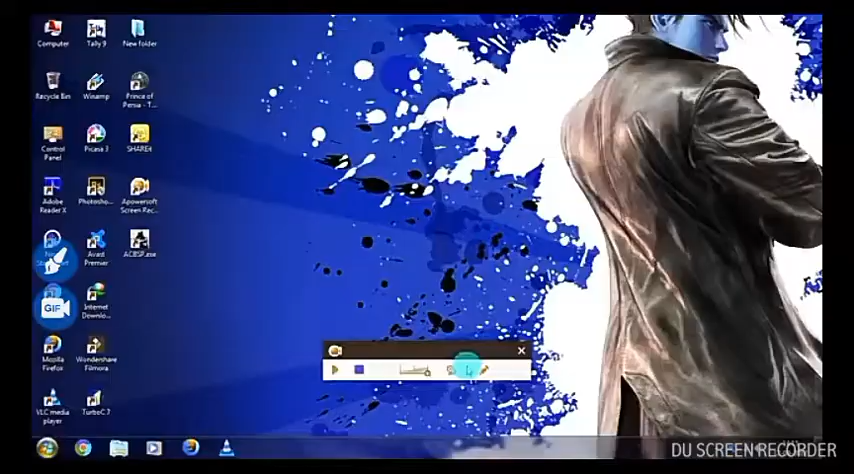 Computer
Tally 9
New folder
Recycle Bin
Winamp
Prince of
Persia - T...
Control
Panel
Picasa 3
SHAREit
Adobe
Reader X
Photosho...
Apowersoft
Screen Rec...
Avast
Premier
ACBSP.exe
GIF
Internet
Downlo...
Mozilla
Firefox
Wondershare
Filmora
VLC media
player
TurboC 7
DU SCREEN RECORDER